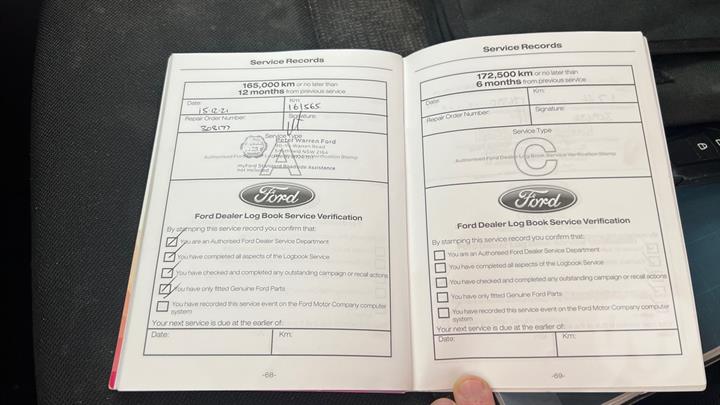 Service Records
165,000 km or no later than
12 months from previous service
Date: Km:
15.12.21 161565
Repair Order Number: Signature:
Service Type
A
Peter Warren Ford
Authorised Ford Dealer Log Book Service Verification Stamp
myFord Standard Roadside Assistance
not included
Ford
Ford Dealer Log Book Service Verification
By stamping this service record you confirm that:
You are an Authorised Ford Dealer Service Department
You have completed all aspects of the Logbook Service
You have checked and completed any outstanding campaign or recall actions
You have only fitted Genuine Ford Parts
You have recorded this service event on the Ford Motor Company computer
system
Your next service is due at the earlier of:
Date: Km:
-68-
Service Records
172,500 km or no later than
6 months from previous service
Date: Km:
Repair Order Number: Signature:
Service Type
C
Authorised Ford Dealer Log Book Service Verification Stamp
Ford
Ford Dealer Log Book Service Verification
By stamping this service record you confirm that:
You are an Authorised Ford Dealer Service Department
You have completed all aspects of the Logbook Service
You have checked and completed any outstanding campaign or recall actions
You have only fitted Genuine Ford Parts
You have recorded this service event on the Ford Motor Company computer
system
Your next service is due at the earlier of:
Date: Km:
-69-